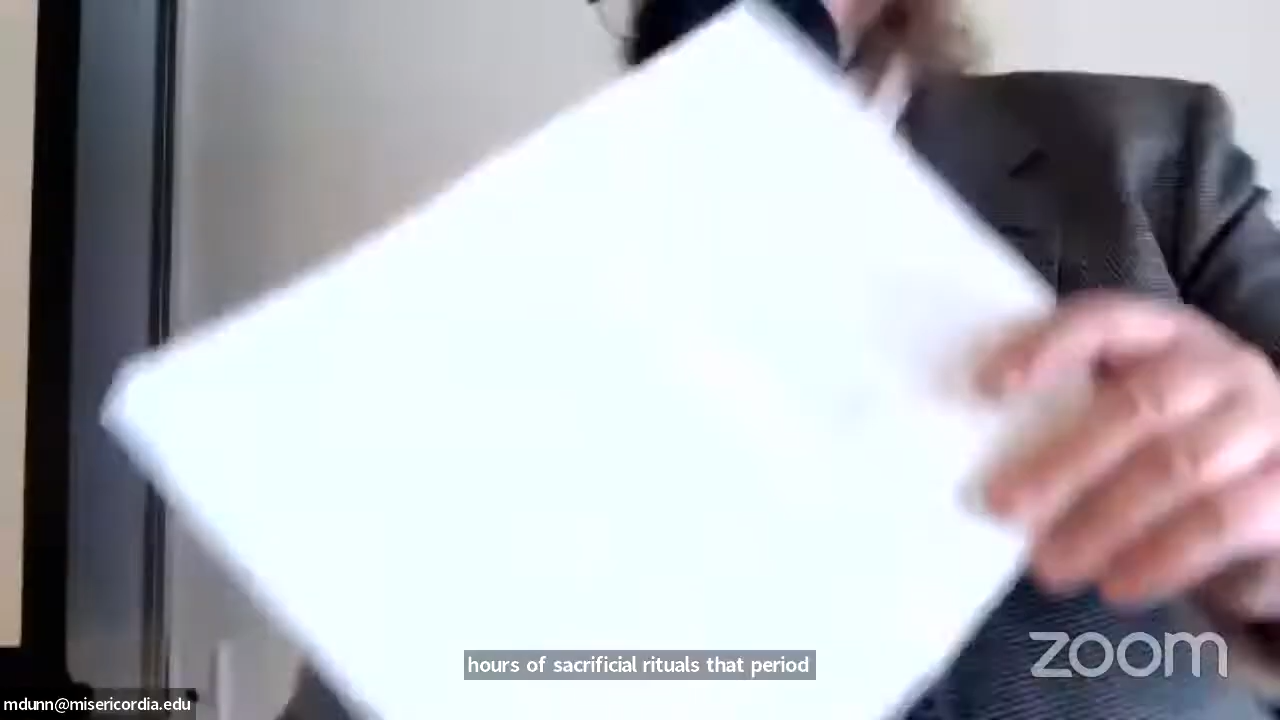 hours of sacrificial rituals that period
zoom
mdunn@misericordia.edu